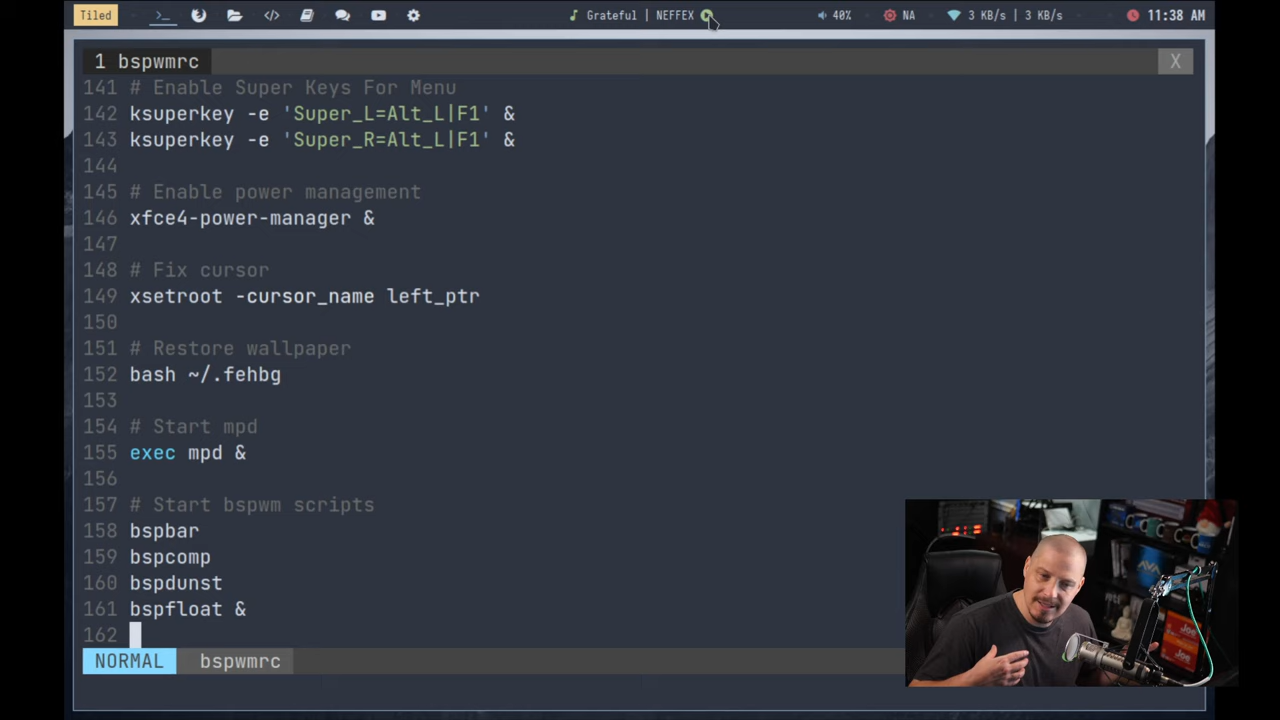 Tiled
Grateful | NEFFEX
40%
NA
3 KB/s | 3 KB/s
11:38 AM
1 bspwmrc
X
141 # Enable Super Keys For Menu
142 ksuperkey -e 'Super_L=Alt_L|F1' &
143 ksuperkey -e 'Super_R=Alt_L|F1' &
144
145 # Enable power management
146 xfce4-power-manager &
147
148 # Fix cursor
149 xsetroot -cursor_name left_ptr
150
151 # Restore wallpaper
152 bash ~/.fehbg
153
154 # Start mpd
155 exec mpd &
156
157 # Start bspwm scripts
158 bspbar
159 bspcomp
160 bspdunst
161 bspfloat &
162
NORMAL bspwmrc